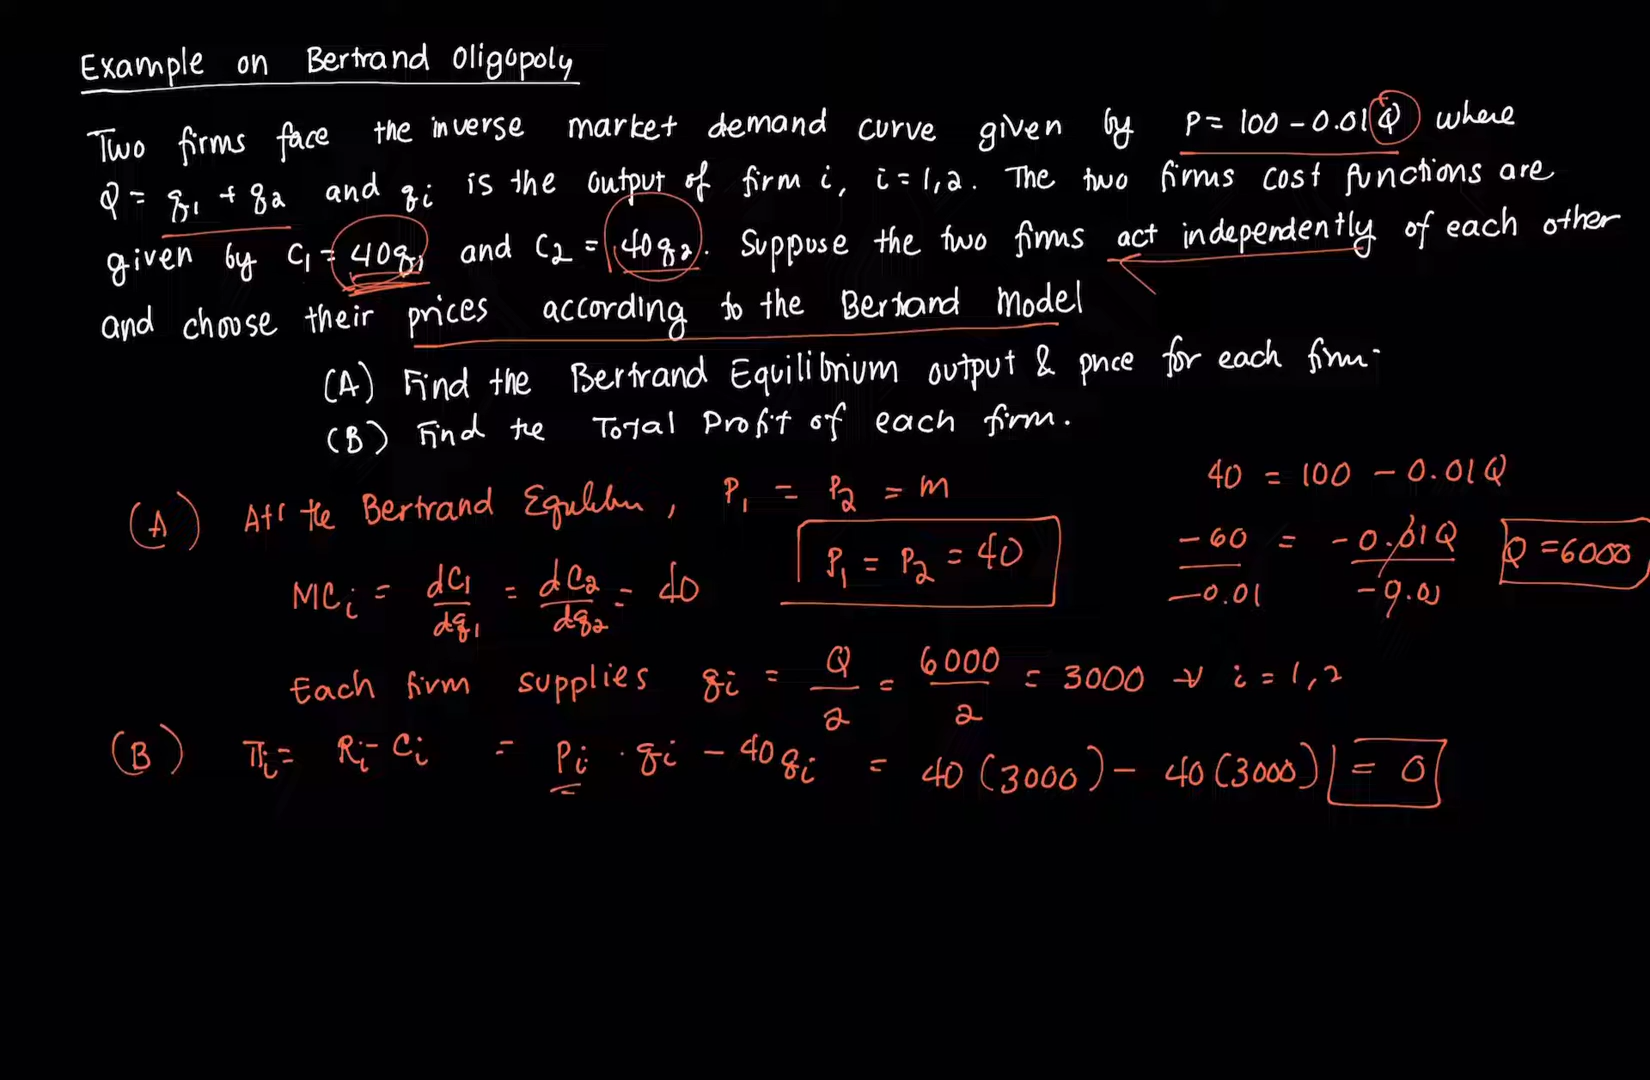 Example on Bertrand Oligopoly
Two firms face the inverse market demand curve given by P = 100 - 0.01Q where
Q = q1 + q2 and qi is the output of firm i, i = 1,2. The two firms cost functions are
given by C1 = 40q1 and C2 = 40q2. Suppose the two firms act independently of each other
and choose their prices according to the Bertrand Model
(A) Find the Bertrand Equilibrium output & price for each firm.
(B) Find the Total Profit of each firm.
(A) Att the Bertrand Equilibm, P1 = P2 = m
40 = 100 - 0.01Q
P1 = P2 = 40
-60 / -0.01 = -0.01Q / -0.01
Q = 6000
MCi = dC1/dq1 = dC2/dq2 = 40
Each firm supplies qi = Q/2 = 6000/2 = 3000 ∀ i = 1,2
(B) πi = Ri - Ci = Pi · qi - 40qi = 40(3000) - 40(3000) = 0